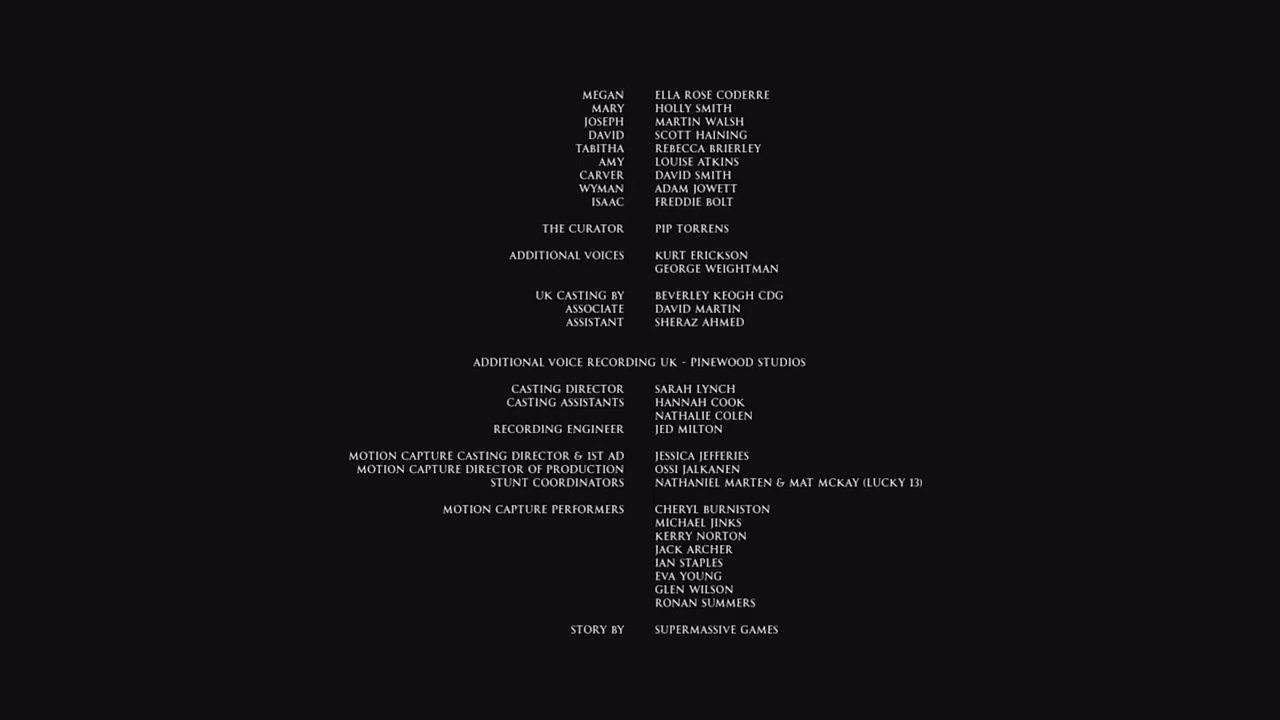 MEGAN ELLA ROSE CODERRE
MARY HOLLY SMITH
JOSEPH MARTIN WALSH
DAVID SCOTT HAINING
TABITHA REBECCA BRIERLEY
AMY LOUISE ATKINS
CARVER DAVID SMITH
WYMAN ADAM JOWETT
ISAAC FREDDIE BOLT
THE CURATOR PIP TORRENS
ADDITIONAL VOICES KURT ERICKSON
GEORGE WEIGHTMAN
UK CASTING BY BEVERLEY KEOGH CDG
ASSOCIATE DAVID MARTIN
ASSISTANT SHERAZ AHMED
ADDITIONAL VOICE RECORDING UK - PINEWOOD STUDIOS
CASTING DIRECTOR SARAH LYNCH
CASTING ASSISTANTS HANNAH COOK
NATHALIE COLEN
RECORDING ENGINEER JED MILTON
MOTION CAPTURE CASTING DIRECTOR & 1ST AD JESSICA JEFFERIES
MOTION CAPTURE DIRECTOR OF PRODUCTION OSSI JALKANEN
STUNT COORDINATORS NATHANIEL MARTEN & MAT MCKAY (LUCKY 13)
MOTION CAPTURE PERFORMERS CHERYL BURNISTON
MICHAEL JINKS
KERRY NORTON
JACK ARCHER
IAN STAPLES
EVA YOUNG
GLEN WILSON
RONAN SUMMERS
STORY BY SUPERMASSIVE GAMES